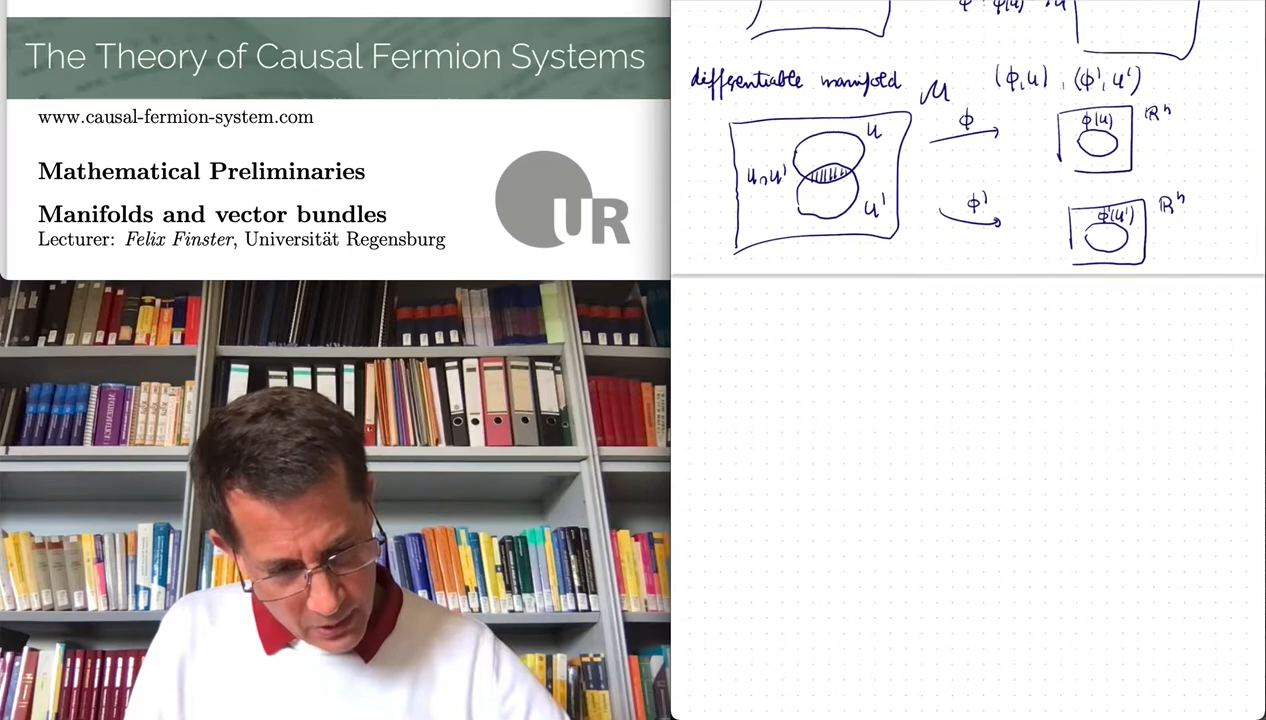 The Theory of Causal Fermion Systems
www.causal-fermion-system.com
Mathematical Preliminaries
Manifolds and vector bundles
Lecturer: Felix Finster, Universität Regensburg
UR
differentiable manifold M (ϕ,U), (ϕ',U')
U
U∩U'
U'
ϕ
ϕ(U)
ℝⁿ
ϕ'
ϕ'(U')
ℝⁿ